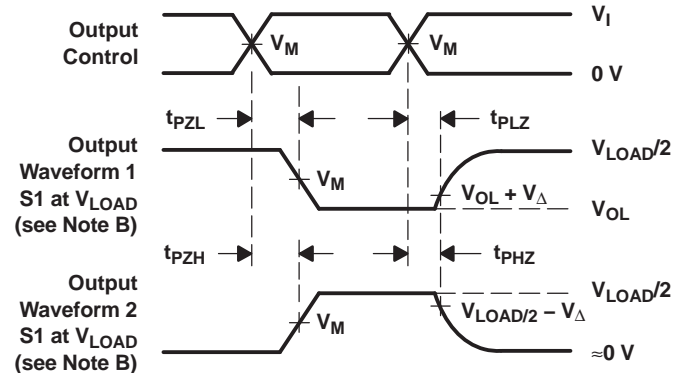 Output
Control
V_M
V_M
V_I
0 V
t_PZL
t_PLZ
Output
Waveform 1
S1 at V_LOAD
(see Note B)
V_M
V_OL + V_Δ
V_LOAD/2
V_OL
t_PZH
t_PHZ
Output
Waveform 2
S1 at V_LOAD
(see Note B)
V_M
V_LOAD/2 − V_Δ
V_LOAD/2
≈0 V